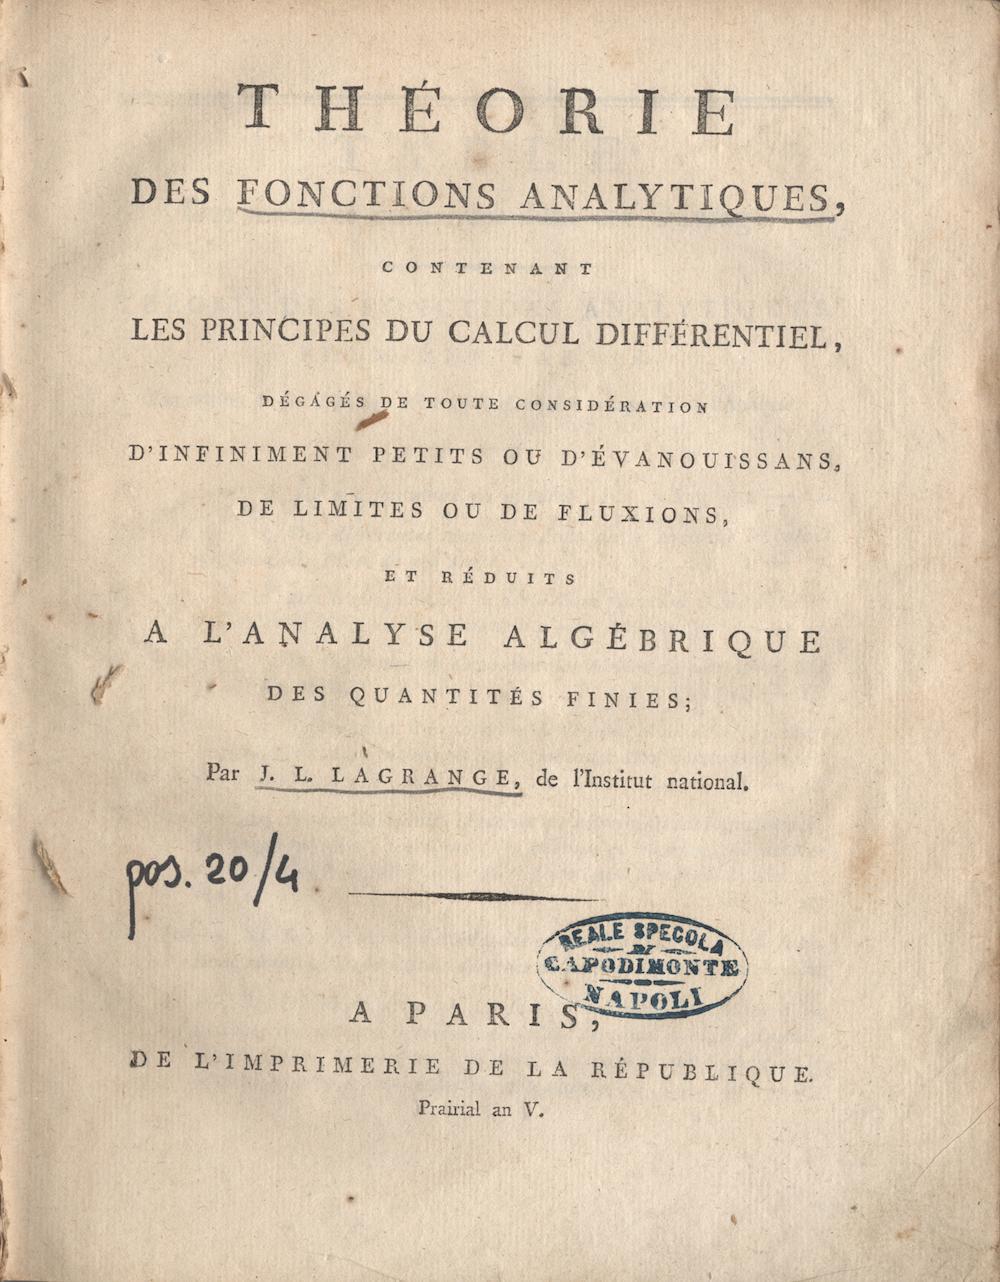 THÉORIE
DES FONCTIONS ANALYTIQUES,
CONTENANT
LES PRINCIPES DU CALCUL DIFFÉRENTIEL,
DÉGAGÉS DE TOUTE CONSIDÉRATION
D'INFINIMENT PETITS OU D'ÉVANOUISSANS,
DE LIMITES OU DE FLUXIONS,
ET RÉDUITS
A L'ANALYSE ALGÉBRIQUE
DES QUANTITÉS FINIES;
Par J. L. LAGRANGE, de l'Institut national.
pos. 20/4
REALE SPECOLA
DI
CAPODIMONTE
NAPOLI
A PARIS,
DE L'IMPRIMERIE DE LA RÉPUBLIQUE.
Prairial an V.